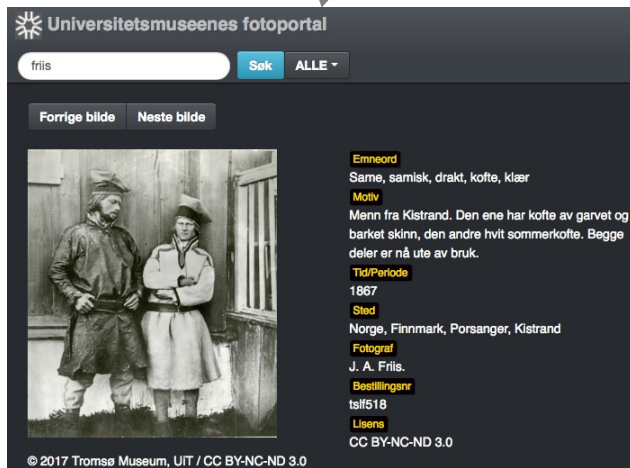 Universitetsmuseenes fotoportal
friis
Søk
ALLE
Forrige bilde
Neste bilde
Emneord
Same, samisk, drakt, kofte, klær
Motiv
Menn fra Kistrand. Den ene har kofte av garvet og
barket skinn, den andre hvit sommerkofte. Begge
deler er nå ute av bruk.
Tid/Periode
1867
Sted
Norge, Finnmark, Porsanger, Kistrand
Fotograf
J. A. Friis.
Bestillingsnr
tslf518
Lisens
CC BY-NC-ND 3.0
© 2017 Tromsø Museum, UiT / CC BY-NC-ND 3.0